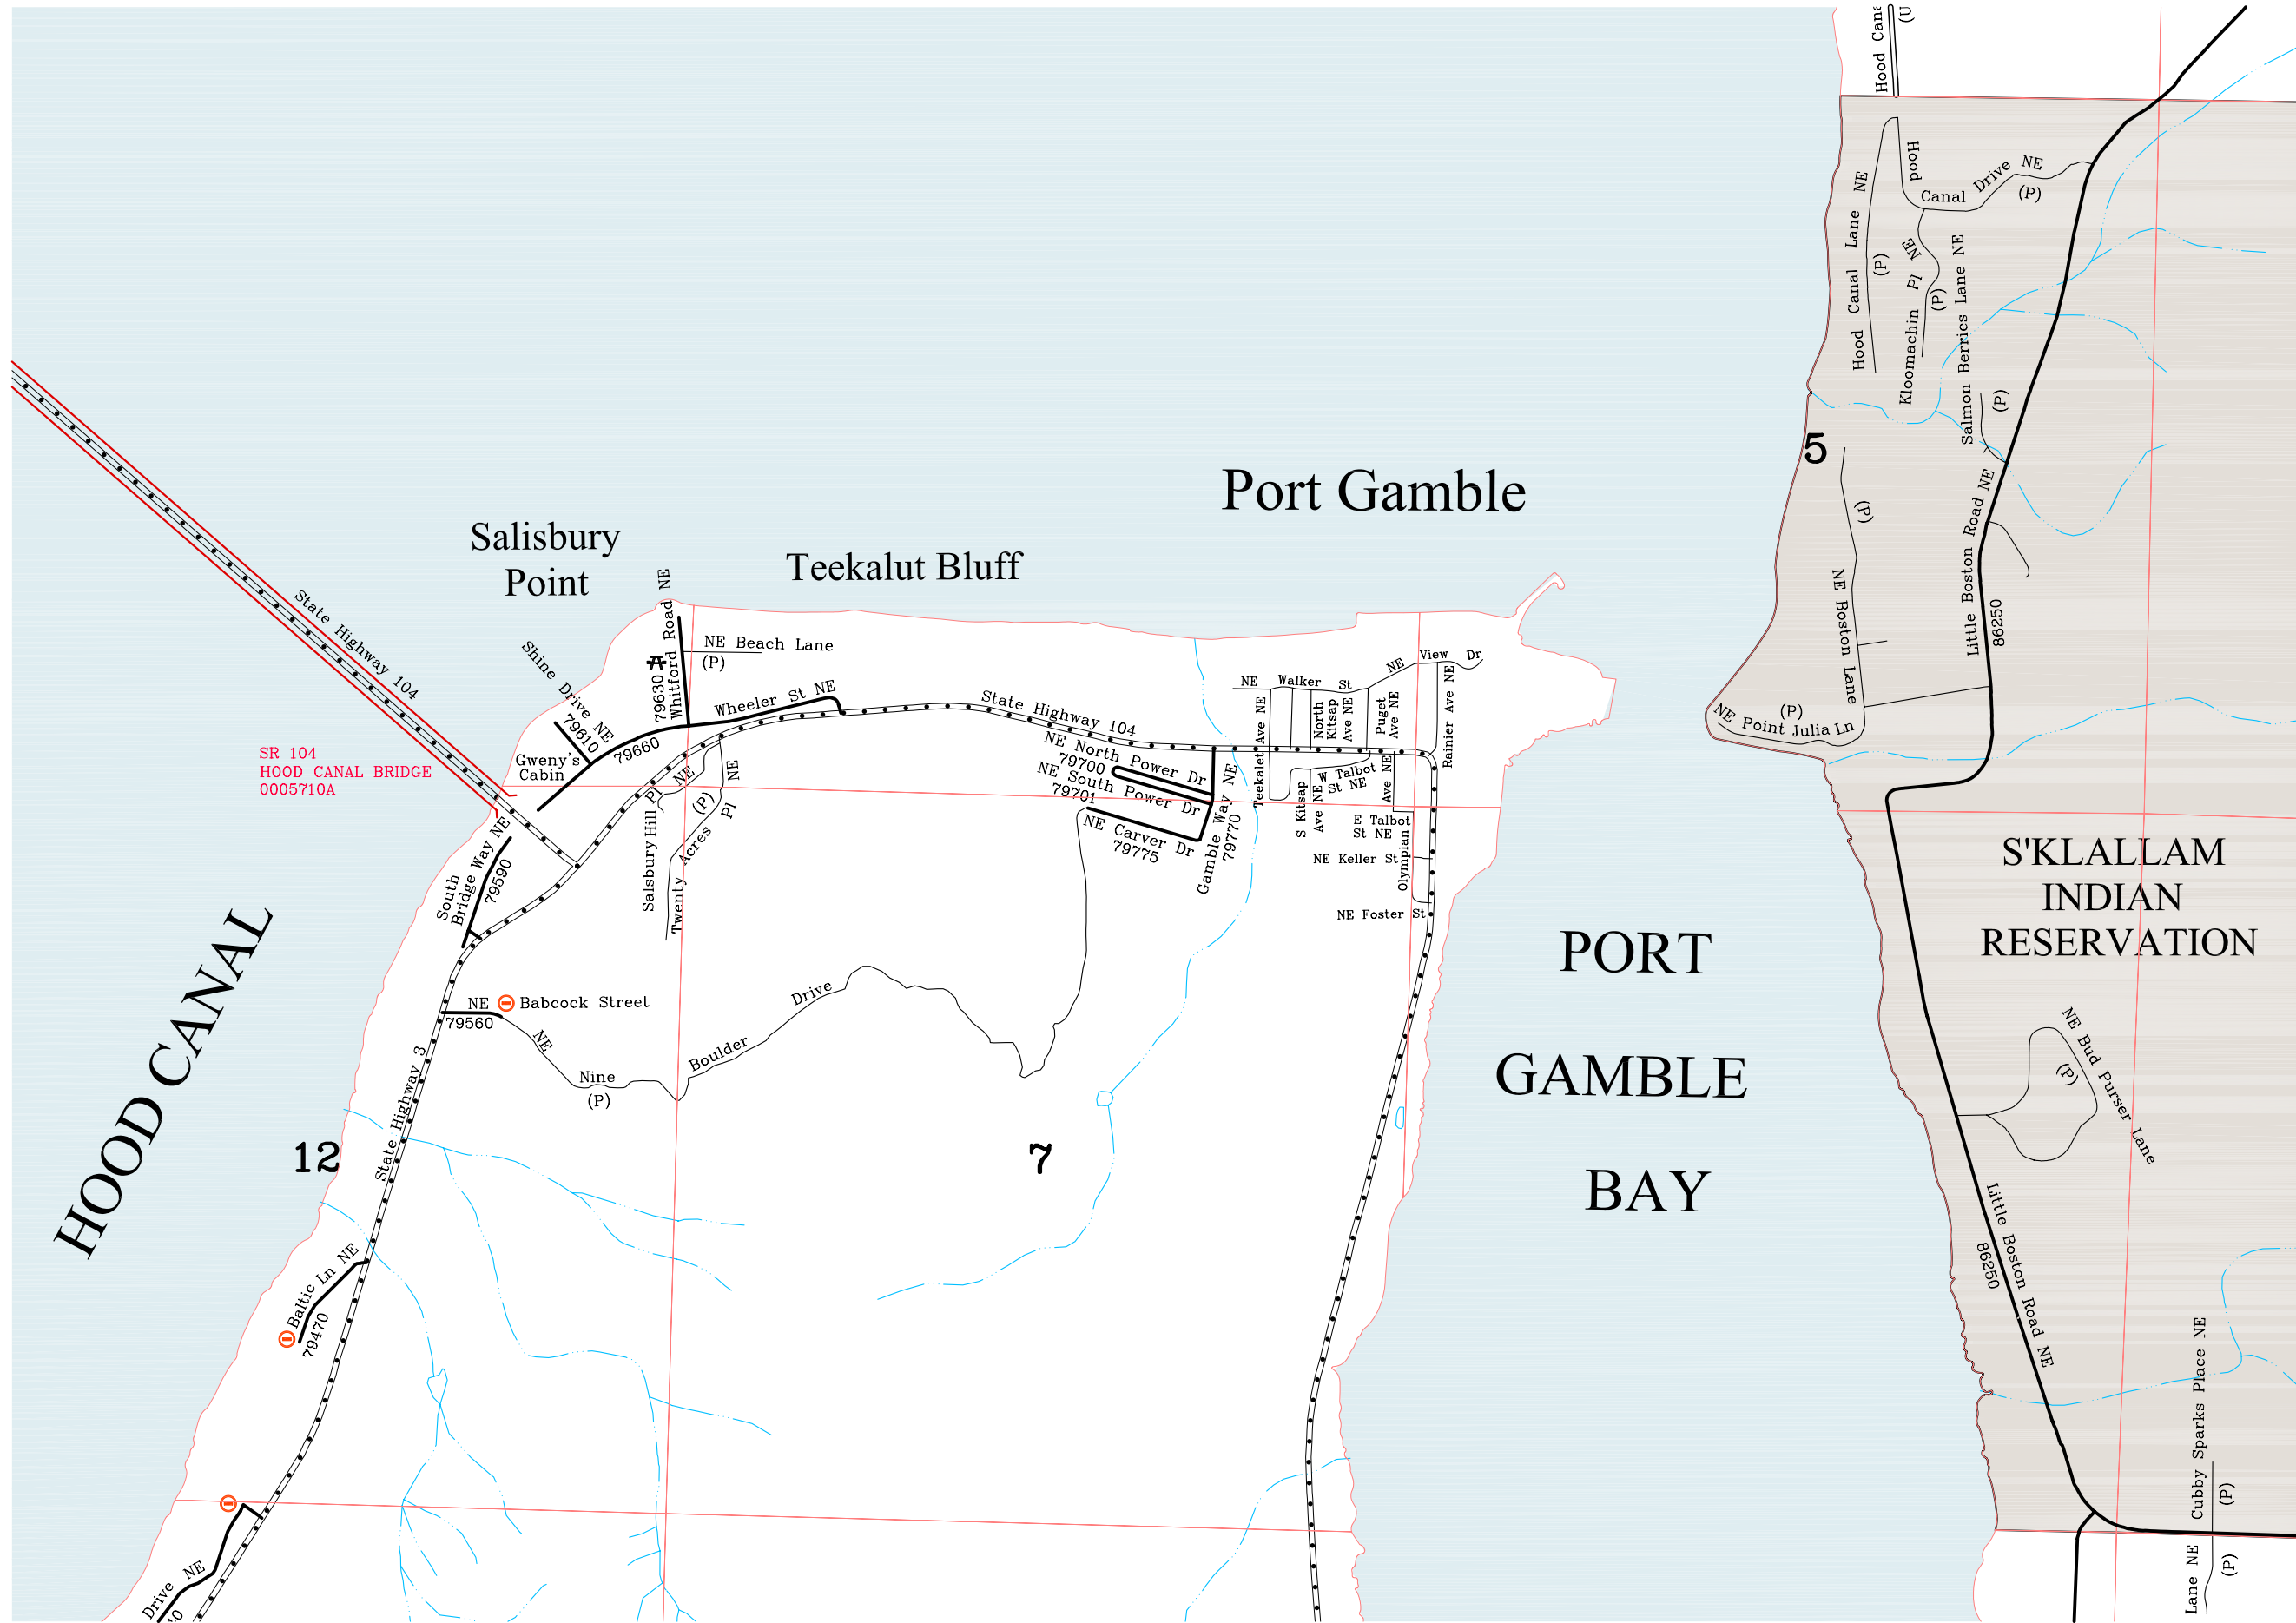 Hood
(U
Hood
Canal
Drive
NE
(P)
Hood Canal Lane NE
(P)
Kloomachin Pl NE
(P)
Salmon Berries Lane NE
(P)
5
Port Gamble
Salisbury
Point
Teekalut Bluff
State Highway 104
Shine Drive NE
79610
Whitford Road NE
79630
NE Beach Lane
(P)
Wheeler St NE
79660
Gweny's
Cabin
State Highway 104
NE North Power Dr
79700
NE South Power Dr
79701
NE Carver Dr
79775
Gamble Way NE
79770
NE Walker St
NE View Dr
Teekalet Ave NE
North
Kitsap
Ave NE
Puget
Ave NE
Rainier Ave NE
W Talbot
St NE
S Kitsap
Ave NE
E Talbot
St NE
Olympian Ave NE
NE Keller St
NE Foster St
SR 104
HOOD CANAL BRIDGE
0005710A
South
Bridge Way NE
79590
Salsbury Hill Pl NE
(P)
Twenty Acres Pl NE
(P)
NE Boston Lane
NE Point Julia Ln
(P)
Little Boston Road NE
86250
S'KLALLAM
INDIAN
RESERVATION
HOOD CANAL
PORT
GAMBLE
BAY
NE Babcock Street
79560
NE Nine Boulder Drive
(P)
State Highway 3
12
7
NE Bud Purser Lane
(P)
Little Boston Road NE
86250
Baltic Ln NE
79470
Cubby Sparks Place NE
(P)
Drive NE
Lane NE
(P)